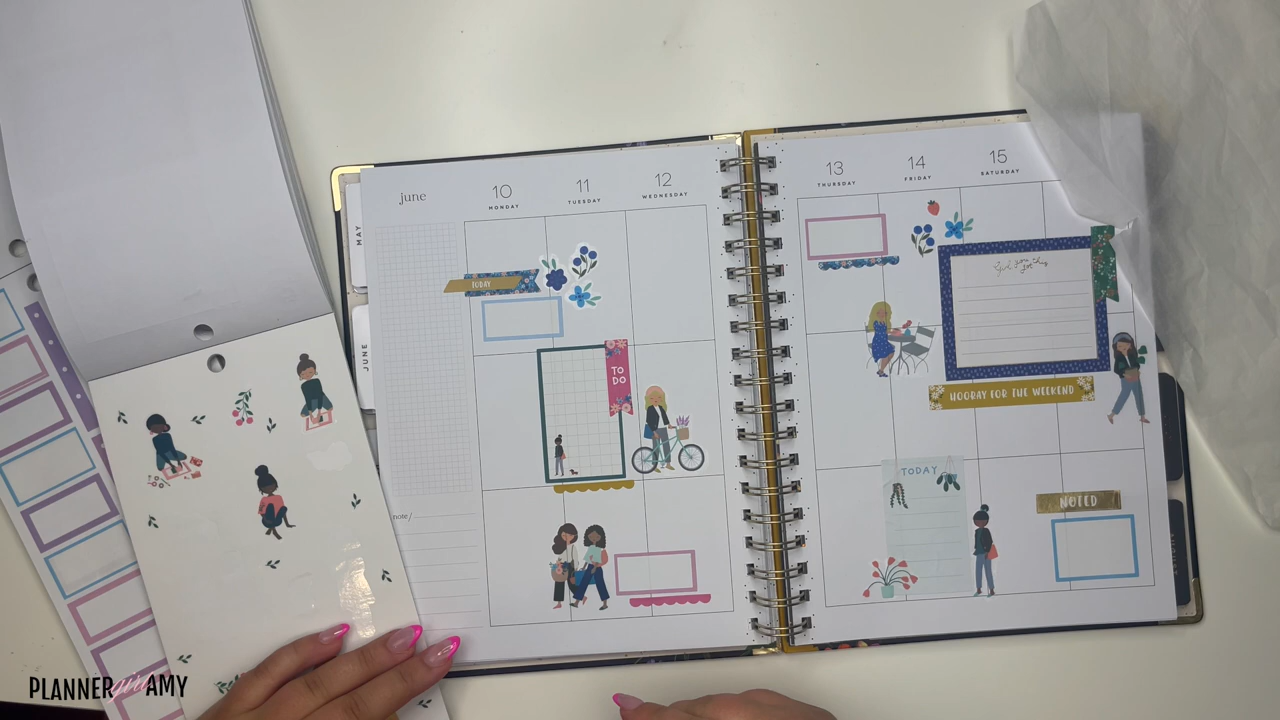 MAY
JUNE
june
10
MONDAY
11
TUESDAY
12
WEDNESDAY
13
THURSDAY
14
FRIDAY
15
SATURDAY
TODAY
TO
DO
note/
HOORAY FOR THE WEEKEND
TODAY
NOTED
PLANNER girl AMY